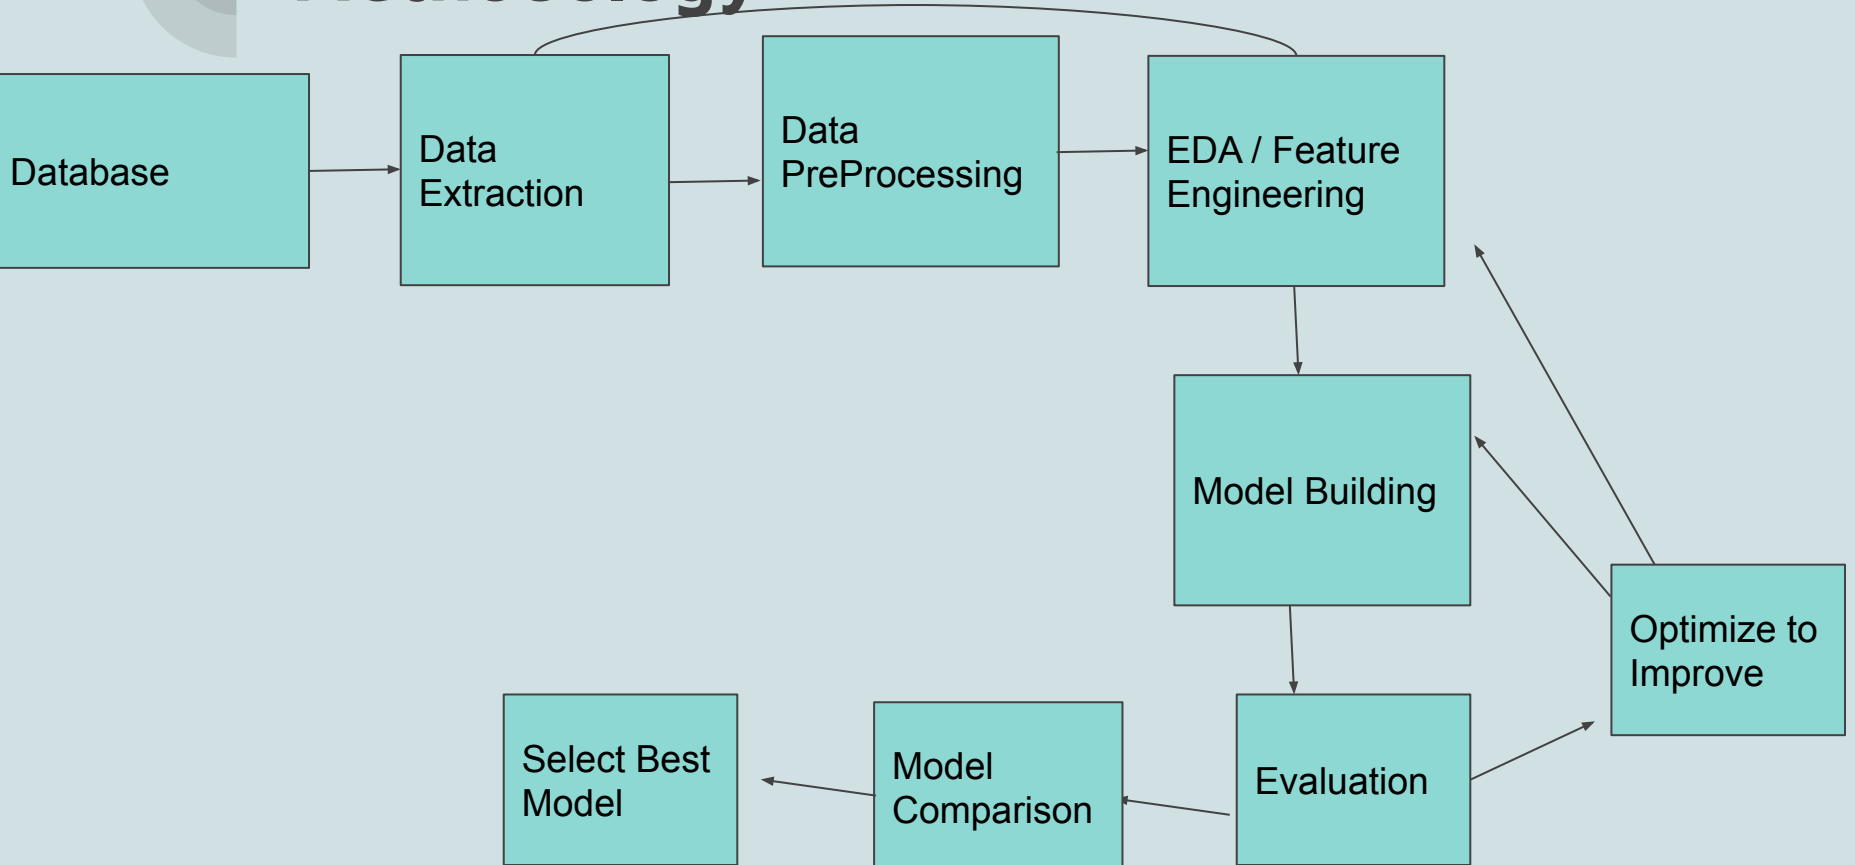 Methodology
Database
Data
Extraction
Data
PreProcessing
EDA / Feature
Engineering
Model Building
Optimize to
Improve
Evaluation
Model
Comparison
Select Best
Model